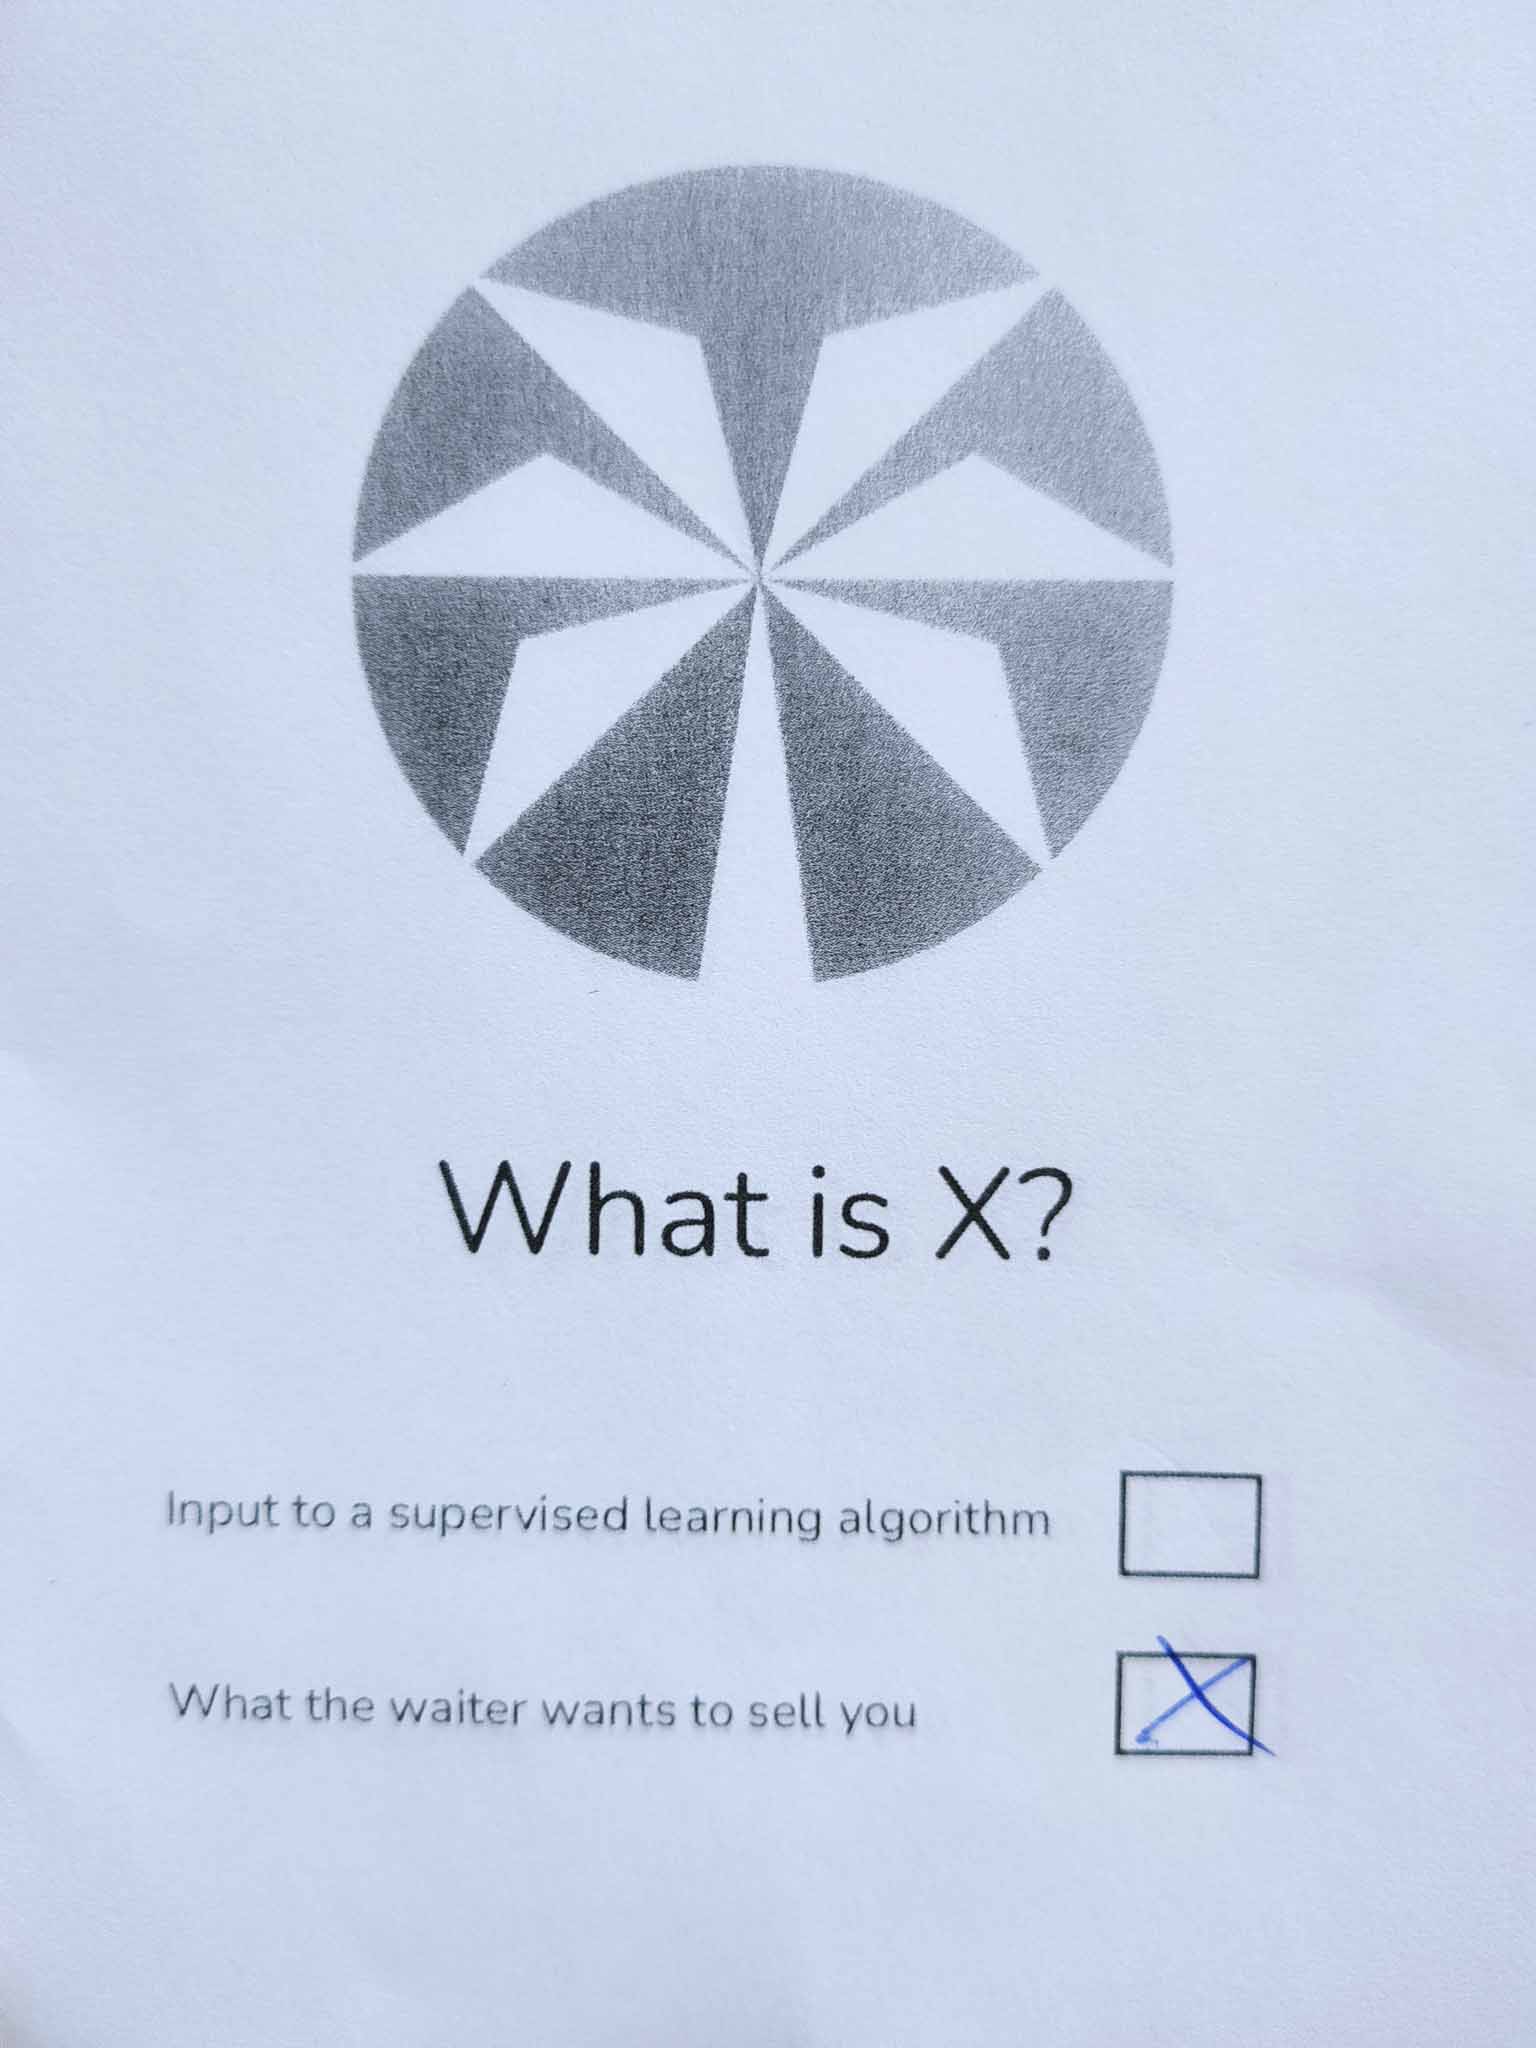 What is X?
Input to a supervised learning algorithm
What the waiter wants to sell you